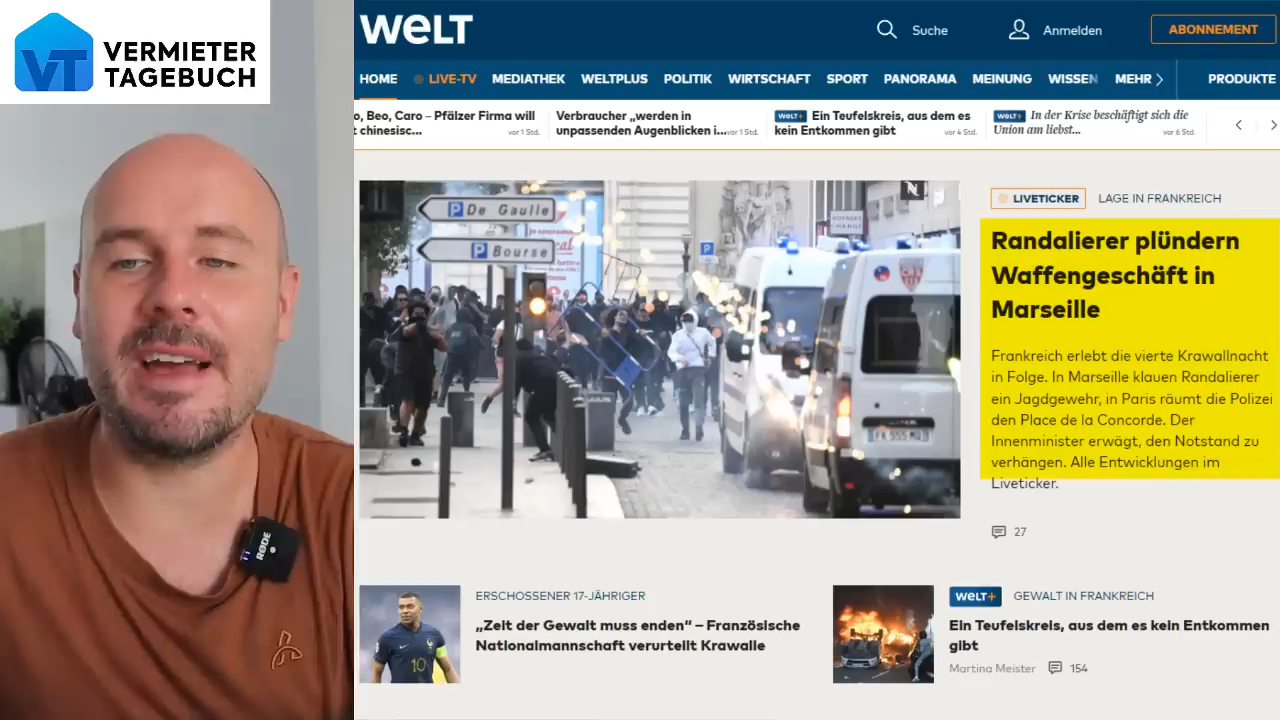 VT VERMIETER
TAGEBUCH
WELT
Suche
Anmelden
ABONNEMENT
HOME LIVE-TV MEDIATHEK WELTPLUS POLITIK WIRTSCHAFT SPORT PANORAMA MEINUNG WISSEN MEHR PRODUKTE
o, Beo, Caro – Pfälzer Firma will
t chinesisc... vor 1 Std.
Verbraucher „werden in
unpassenden Augenblicken i... vor 1 Std.
WELT+ Ein Teufelskreis, aus dem es
kein Entkommen gibt vor 4 Std.
WELT+ In der Krise beschäftigt sich die
Union am liebst... vor 6 Std.
P De Gaulle
P Bourse
P
VOYAGES
CRS
FK 555 MQ
LIVETICKER LAGE IN FRANKREICH
Randalierer plündern
Waffengeschäft in
Marseille
Frankreich erlebt die vierte Krawallnacht
in Folge. In Marseille klauen Randalierer
ein Jagdgewehr, in Paris räumt die Polizei
den Place de la Concorde. Der
Innenminister erwägt, den Notstand zu
verhängen. Alle Entwicklungen im
Liveticker.
27
RØDE
10
ERSCHOSSENER 17-JÄHRIGER
„Zeit der Gewalt muss enden“ – Französische
Nationalmannschaft verurteilt Krawalle
WELT+ GEWALT IN FRANKREICH
Ein Teufelskreis, aus dem es kein Entkommen
gibt
Martina Meister 154